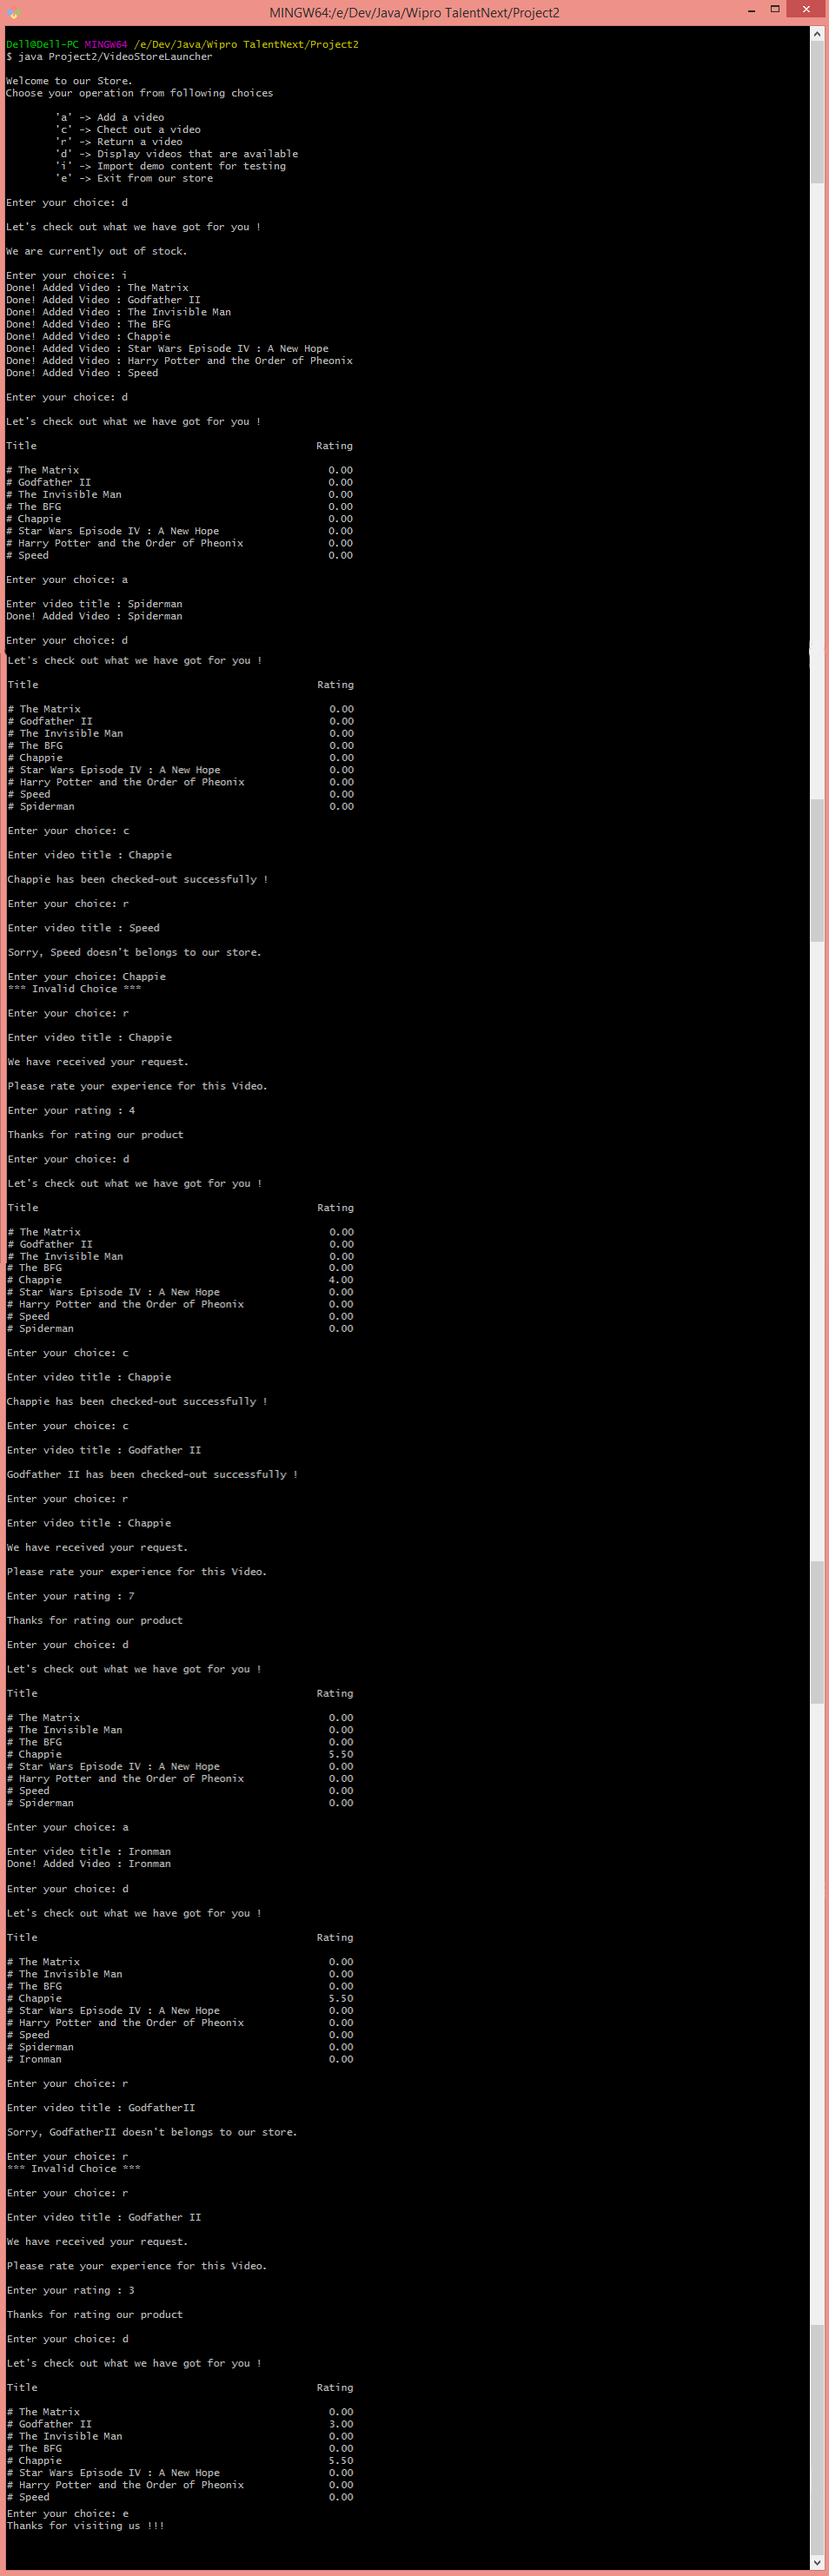 MINGW64:/e/Dev/Java/Wipro TalentNext/Project2
Dell@Dell-PC MINGW64 /e/Dev/Java/Wipro TalentNext/Project2
$ java Project2/VideoStoreLauncher
Welcome to our Store.
Choose your operation from following choices
'a' -> Add a video
'c' -> Chect out a video
'r' -> Return a video
'd' -> Display videos that are available
'i' -> Import demo content for testing
'e' -> Exit from our store
Enter your choice: d
Let's check out what we have got for you !
We are currently out of stock.
Enter your choice: i
Done! Added Video : The Matrix
Done! Added Video : Godfather II
Done! Added Video : The Invisible Man
Done! Added Video : The BFG
Done! Added Video : Chappie
Done! Added Video : Star Wars Episode IV : A New Hope
Done! Added Video : Harry Potter and the Order of Pheonix
Done! Added Video : Speed
Enter your choice: d
Let's check out what we have got for you !
Title Rating
# The Matrix 0.00
# Godfather II 0.00
# The Invisible Man 0.00
# The BFG 0.00
# Chappie 0.00
# Star Wars Episode IV : A New Hope 0.00
# Harry Potter and the Order of Pheonix 0.00
# Speed 0.00
Enter your choice: a
Enter video title : Spiderman
Done! Added Video : Spiderman
Enter your choice: d
Let's check out what we have got for you !
Title Rating
# The Matrix 0.00
# Godfather II 0.00
# The Invisible Man 0.00
# The BFG 0.00
# Chappie 0.00
# Star Wars Episode IV : A New Hope 0.00
# Harry Potter and the Order of Pheonix 0.00
# Speed 0.00
# Spiderman 0.00
Enter your choice: c
Enter video title : Chappie
Chappie has been checked-out successfully !
Enter your choice: r
Enter video title : Speed
Sorry, Speed doesn't belongs to our store.
Enter your choice: Chappie
*** Invalid Choice ***
Enter your choice: r
Enter video title : Chappie
We have received your request.
Please rate your experience for this Video.
Enter your rating : 4
Thanks for rating our product
Enter your choice: d
Let's check out what we have got for you !
Title Rating
# The Matrix 0.00
# Godfather II 0.00
# The Invisible Man 0.00
# The BFG 0.00
# Chappie 4.00
# Star Wars Episode IV : A New Hope 0.00
# Harry Potter and the Order of Pheonix 0.00
# Speed 0.00
# Spiderman 0.00
Enter your choice: c
Enter video title : Chappie
Chappie has been checked-out successfully !
Enter your choice: c
Enter video title : Godfather II
Godfather II has been checked-out successfully !
Enter your choice: r
Enter video title : Chappie
We have received your request.
Please rate your experience for this Video.
Enter your rating : 7
Thanks for rating our product
Enter your choice: d
Let's check out what we have got for you !
Title Rating
# The Matrix 0.00
# The Invisible Man 0.00
# The BFG 0.00
# Chappie 5.50
# Star Wars Episode IV : A New Hope 0.00
# Harry Potter and the Order of Pheonix 0.00
# Speed 0.00
# Spiderman 0.00
Enter your choice: a
Enter video title : Ironman
Done! Added Video : Ironman
Enter your choice: d
Let's check out what we have got for you !
Title Rating
# The Matrix 0.00
# The Invisible Man 0.00
# The BFG 0.00
# Chappie 5.50
# Star Wars Episode IV : A New Hope 0.00
# Harry Potter and the Order of Pheonix 0.00
# Speed 0.00
# Spiderman 0.00
# Ironman 0.00
Enter your choice: r
Enter video title : GodfatherII
Sorry, GodfatherII doesn't belongs to our store.
Enter your choice: r
*** Invalid Choice ***
Enter your choice: r
Enter video title : Godfather II
We have received your request.
Please rate your experience for this Video.
Enter your rating : 3
Thanks for rating our product
Enter your choice: d
Let's check out what we have got for you !
Title Rating
# The Matrix 0.00
# Godfather II 3.00
# The Invisible Man 0.00
# The BFG 0.00
# Chappie 5.50
# Star Wars Episode IV : A New Hope 0.00
# Harry Potter and the Order of Pheonix 0.00
# Speed 0.00
Enter your choice: e
Thanks for visiting us !!!